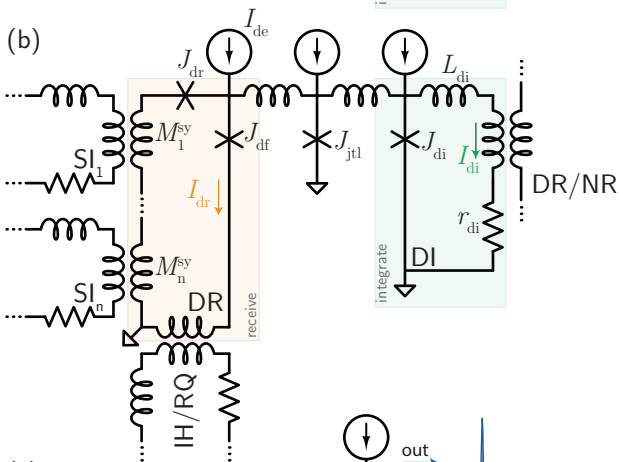 (b)
I_de
J_dr
L_di
M_1^sy
J_df
J_jtl
J_di
I_di
SI_1
I_dr
DR/NR
r_di
M_n^sy
DI
integrate
SI_n
DR
receive
IH/RQ
out